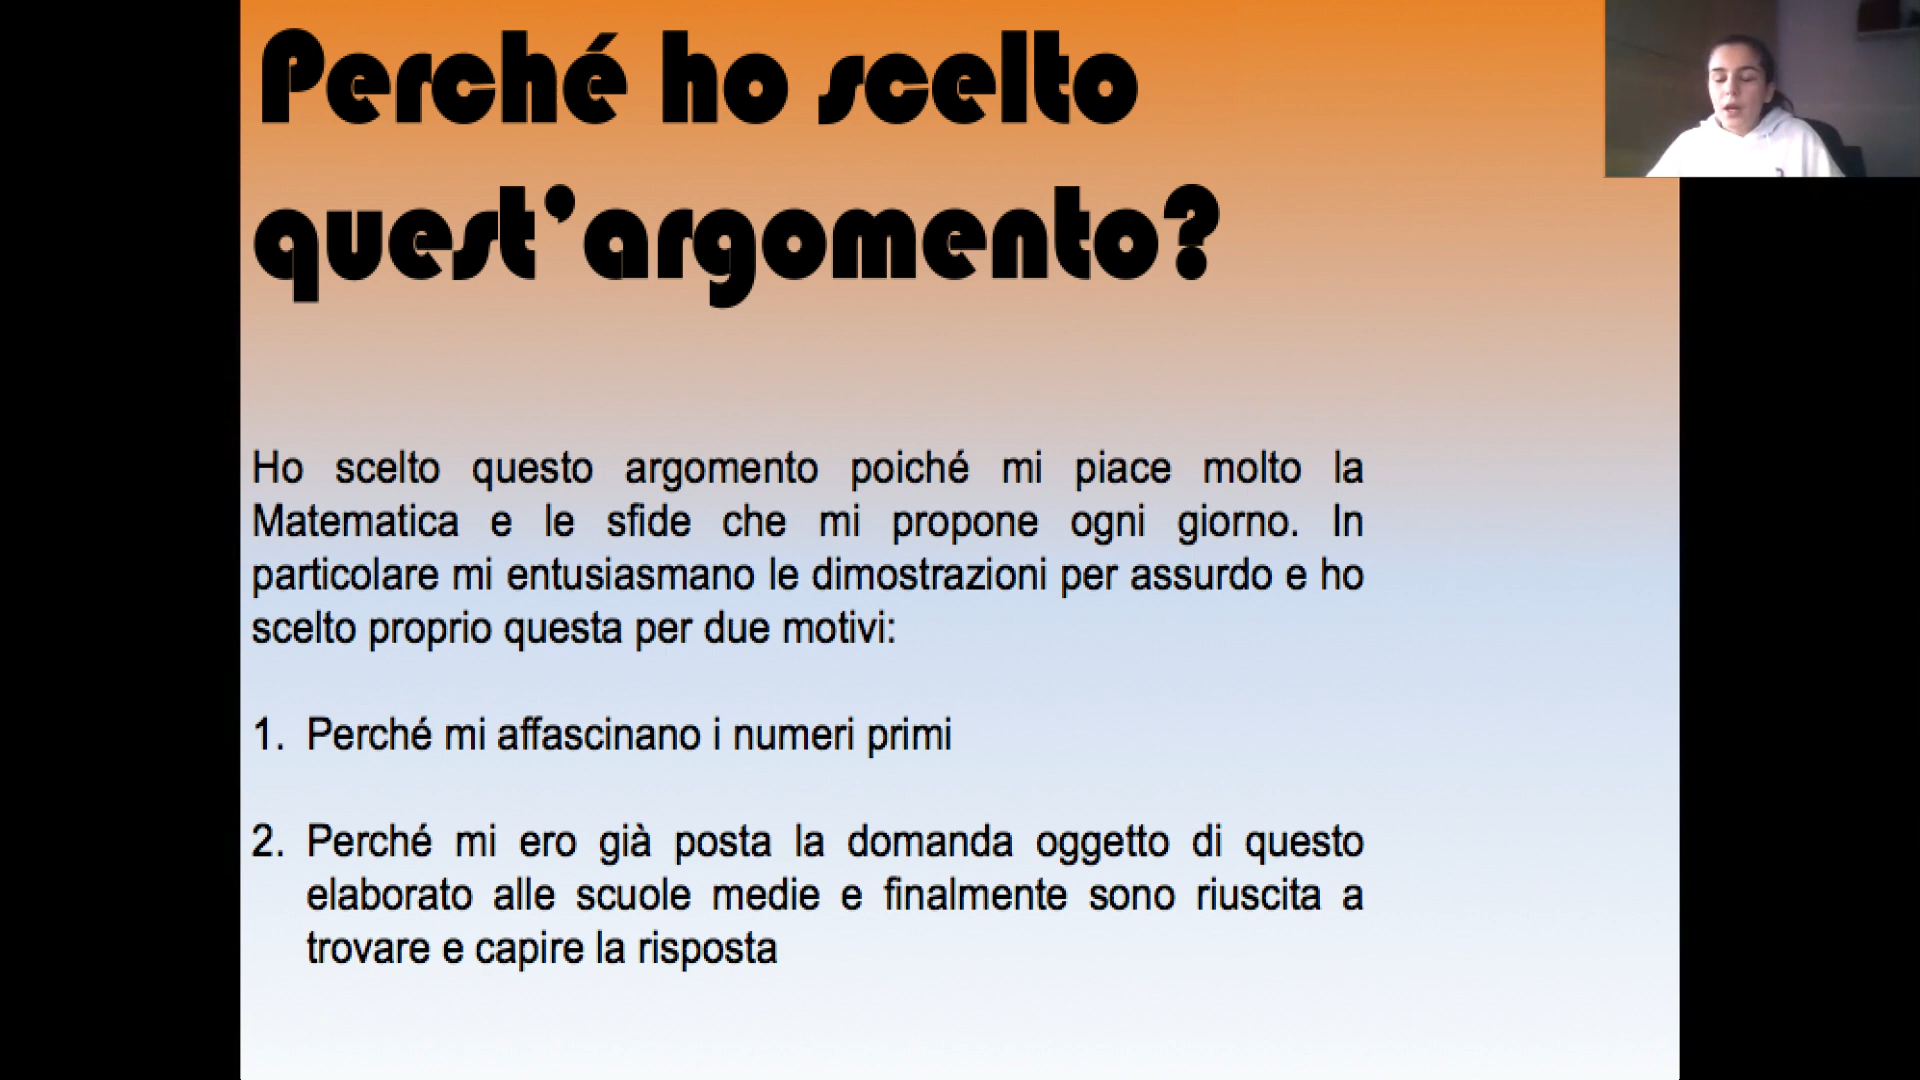 Perché ho scelto
quest’argomento?
Ho scelto questo argomento poiché mi piace molto la
Matematica e le sfide che mi propone ogni giorno. In
particolare mi entusiasmano le dimostrazioni per assurdo e ho
scelto proprio questa per due motivi:
1. Perché mi affascinano i numeri primi
2. Perché mi ero già posta la domanda oggetto di questo
elaborato alle scuole medie e finalmente sono riuscita a
trovare e capire la risposta